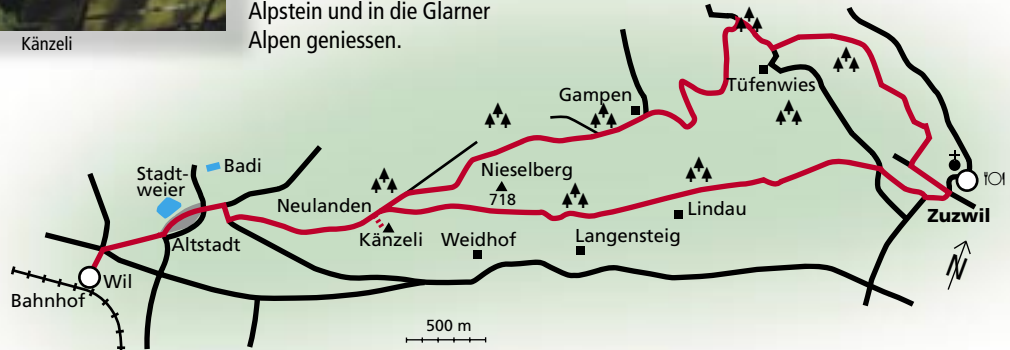 Alpstein und in die Glarner
Alpen geniessen.
Känzeli
Gampen
Tüfenwies
Badi
Stadt-
weier
Nieselberg
718
Neulanden
Lindau
Zuzwil
Altstadt
Känzeli
Weidhof
Langensteig
Wil
Bahnhof
N
500 m